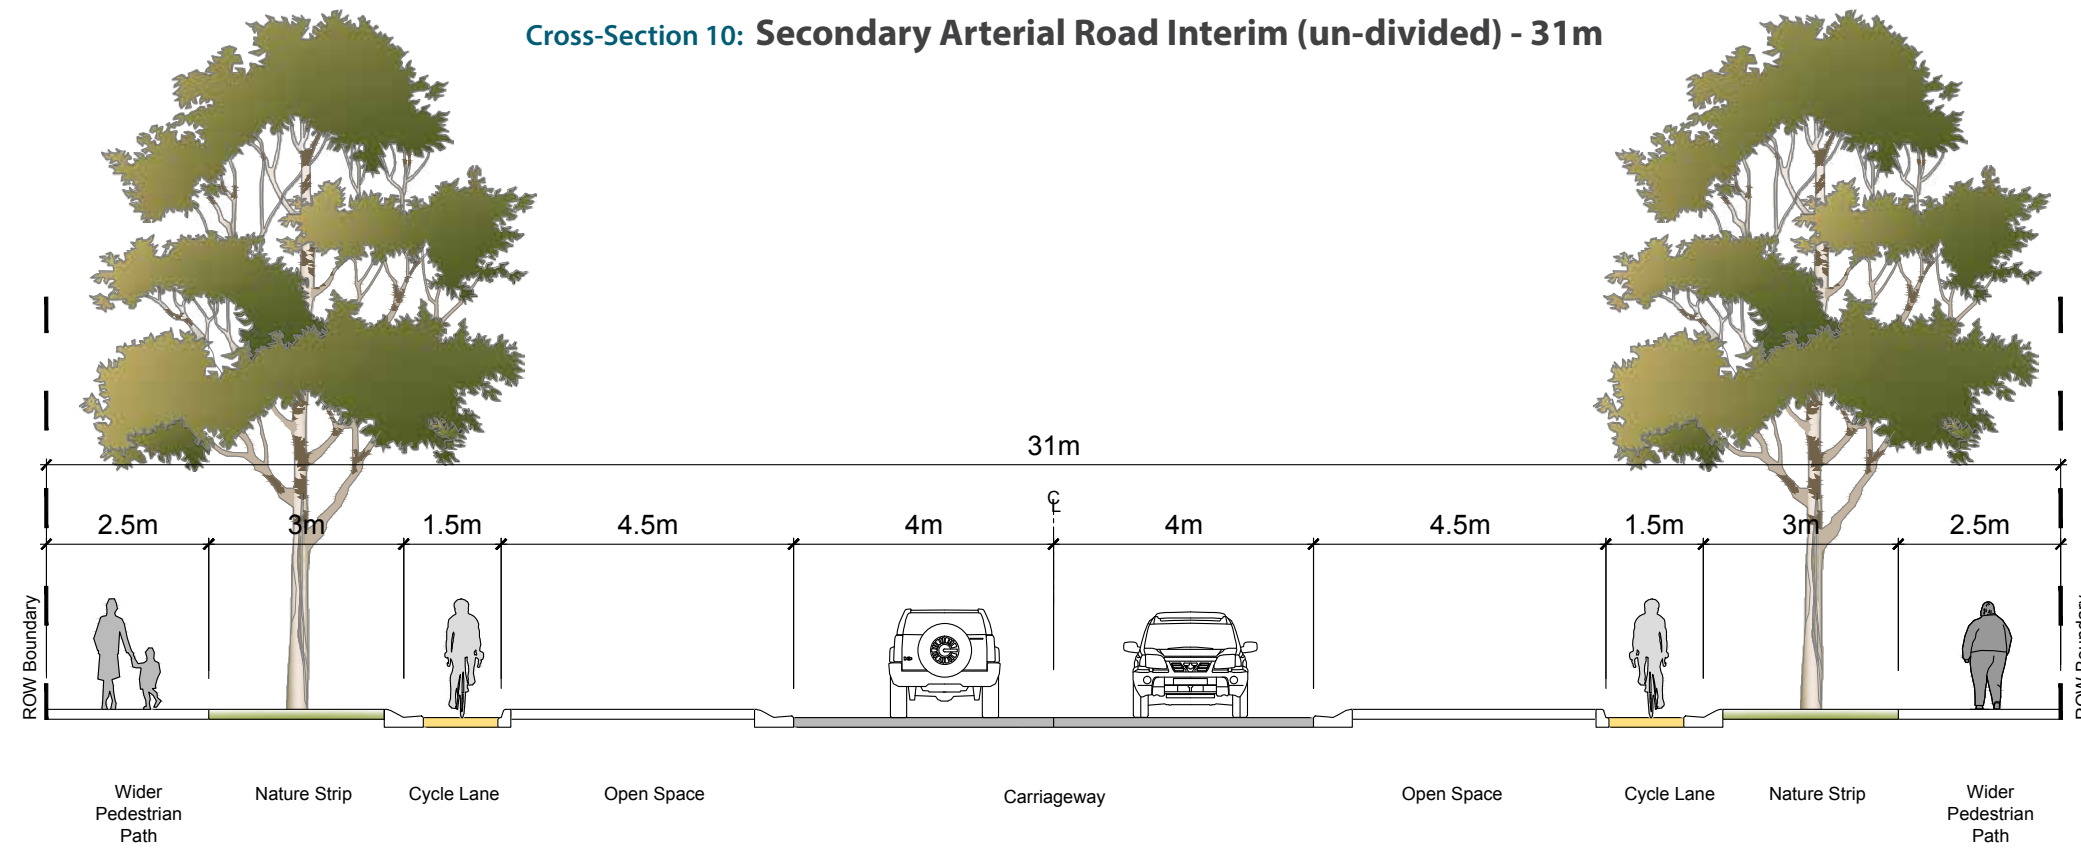 Cross-Section 10: Secondary Arterial Road Interim (un-divided) - 31m
31m
℄
2.5m 3m 1.5m 4.5m 4m 4m 4.5m 1.5m 3m 2.5m
ROW Boundary
ROW Boundary
Wider
Pedestrian
Path
Nature Strip
Cycle Lane
Open Space
Carriageway
Open Space
Cycle Lane
Nature Strip
Wider
Pedestrian
Path